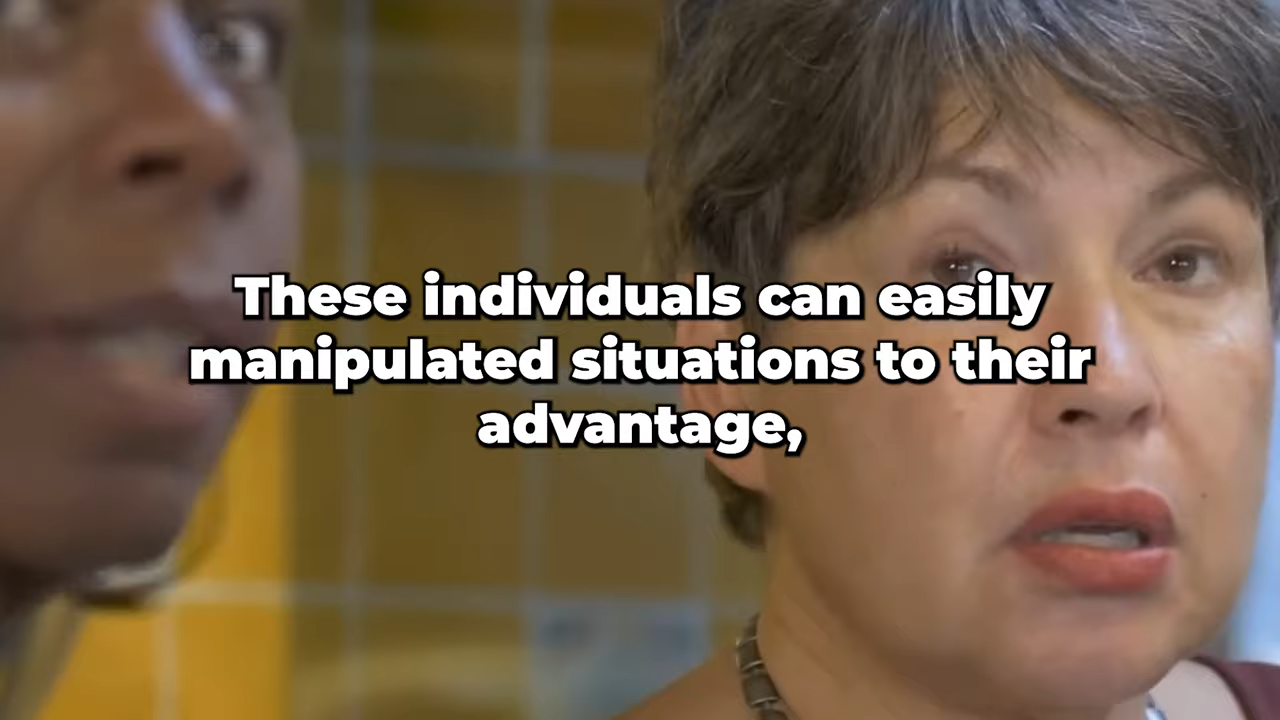 These individuals can easily
manipulated situations to their
advantage,